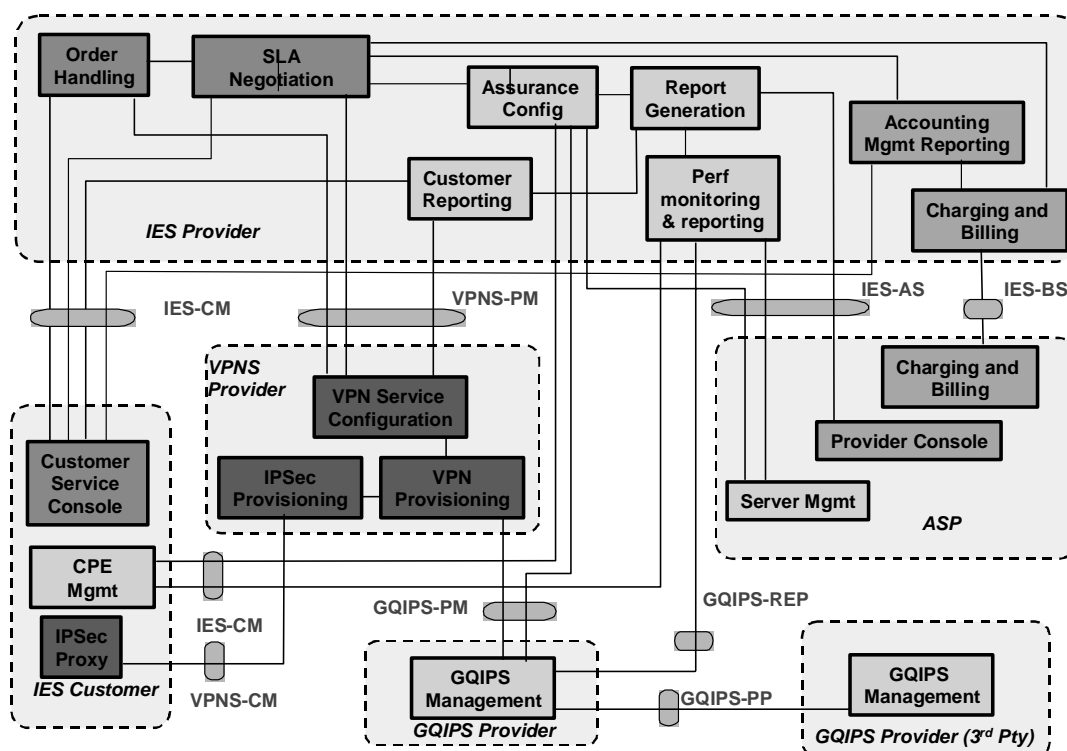 Order
Handling
SLA
Negotiation
Assurance
Config
Report
Generation
Accounting
Mgmt Reporting
Customer
Reporting
Perf
monitoring
& reporting
Charging and
Billing
IES Provider
IES-CM
VPNS-PM
IES-AS
IES-BS
VPNS
Provider
VPN Service
Configuration
Charging and
Billing
Provider Console
Customer
Service
Console
IPSec
Provisioning
VPN
Provisioning
Server Mgmt
ASP
CPE
Mgmt
IES-CM
GQIPS-PM
GQIPS-REP
IPSec
Proxy
IES Customer
VPNS-CM
GQIPS
Management
GQIPS Provider
GQIPS-PP
GQIPS
Management
GQIPS Provider (3rd Pty)